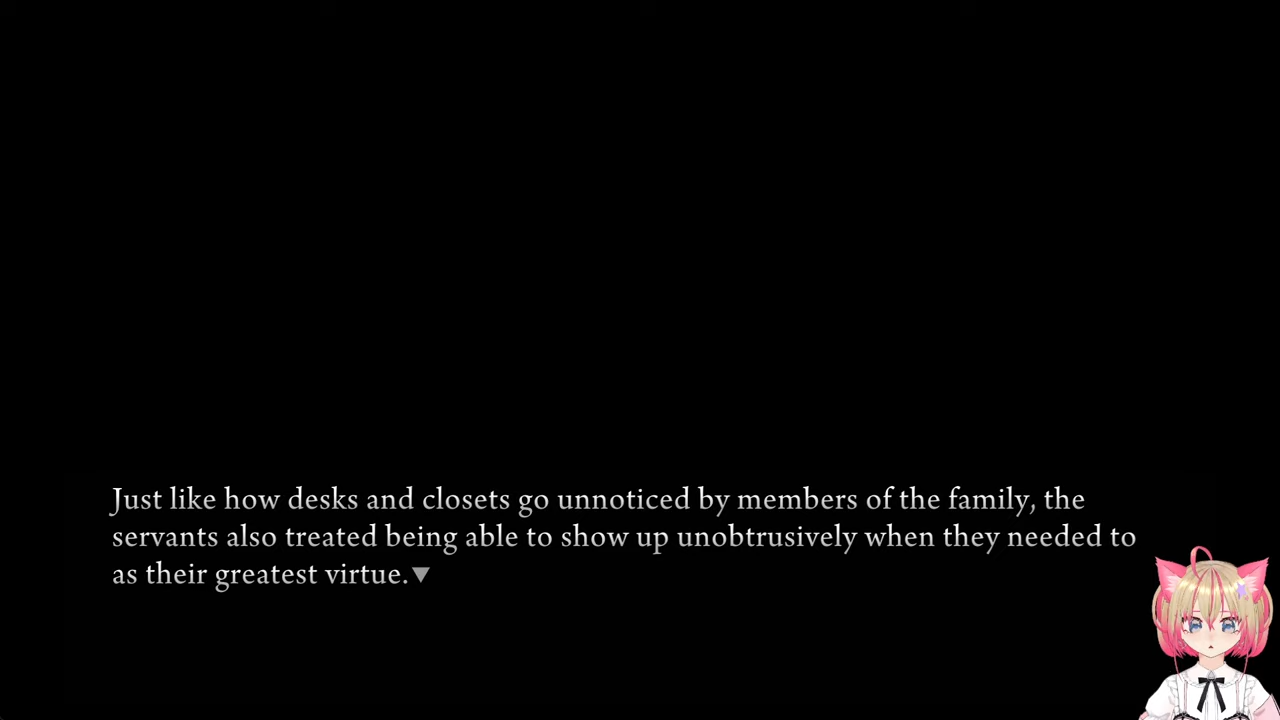 Just like how desks and closets go unnoticed by members of the family, the
servants also treated being able to show up unobtrusively when they needed to
as their greatest virtue.